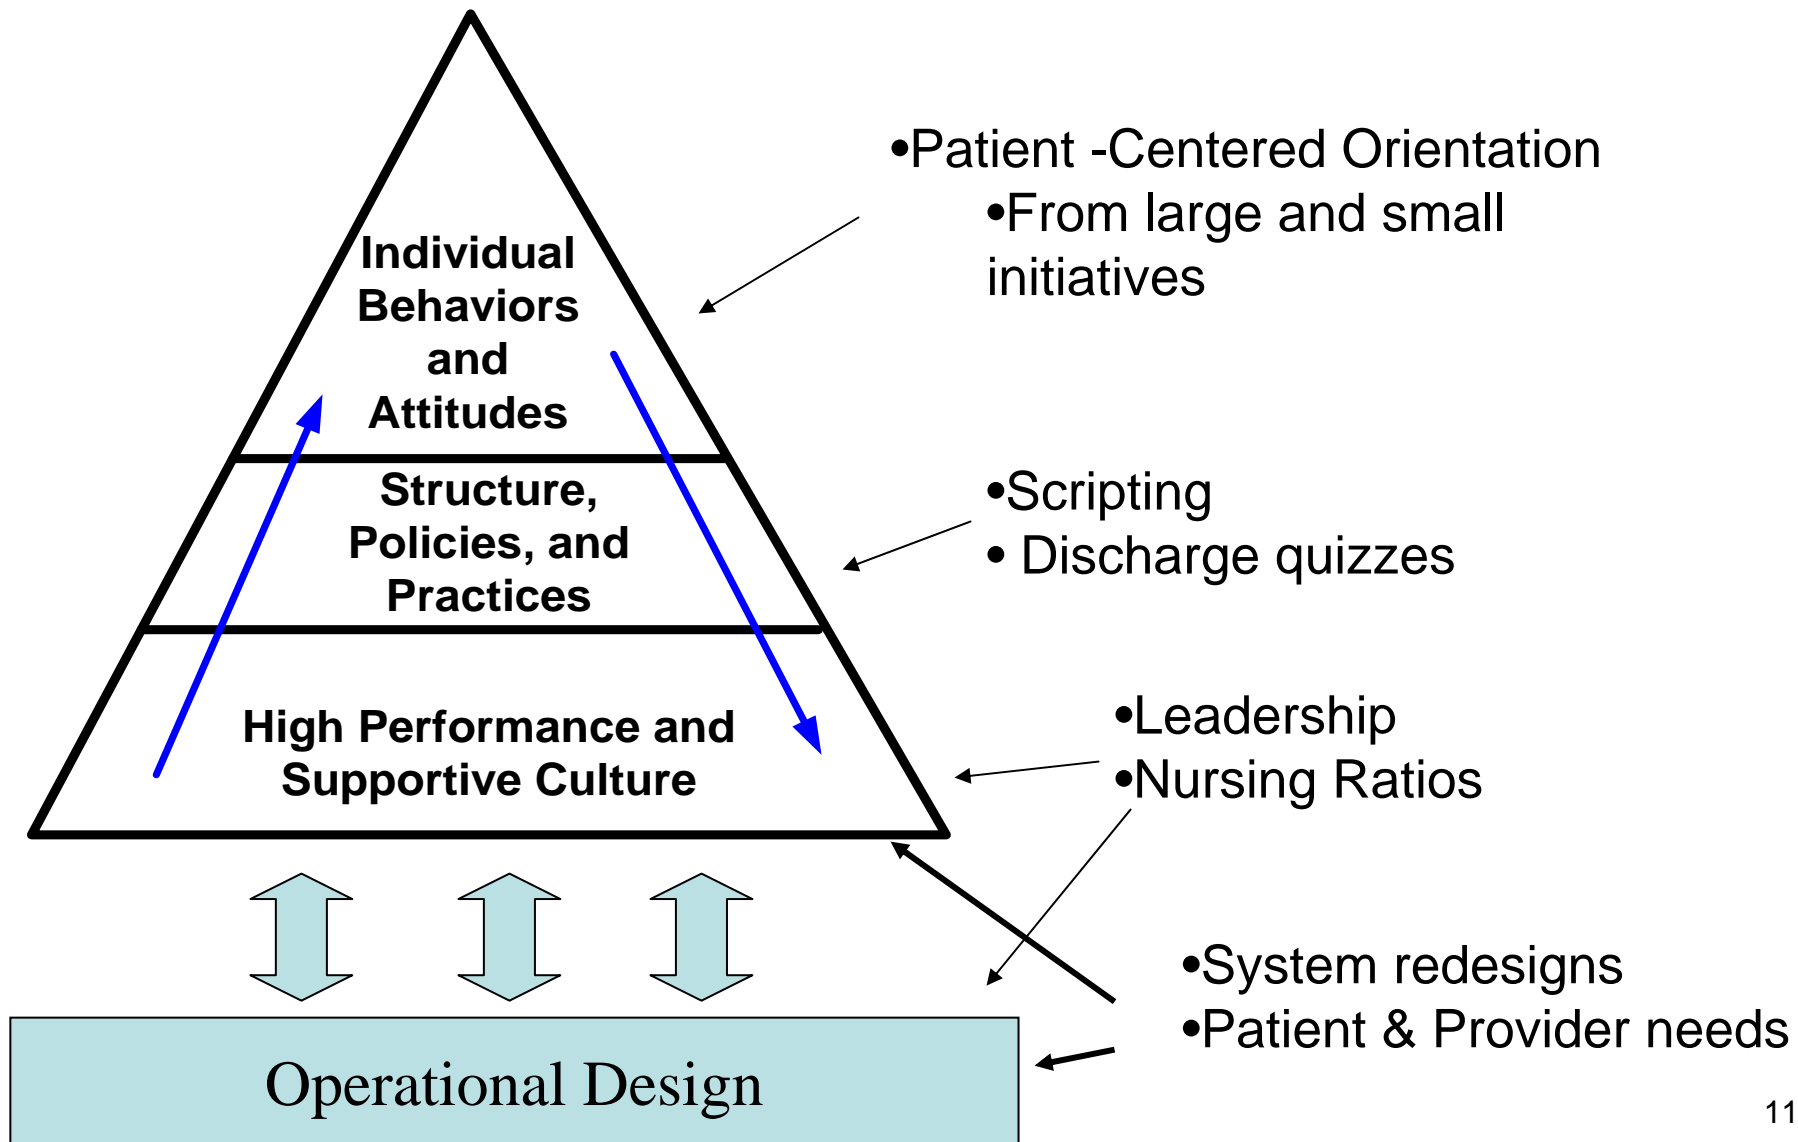 Individual
Behaviors
and
Attitudes
Structure,
Policies, and
Practices
High Performance and
Supportive Culture
•Patient -Centered Orientation
•From large and small
initiatives
•Scripting
• Discharge quizzes
•Leadership
•Nursing Ratios
•System redesigns
•Patient & Provider needs
Operational Design
11